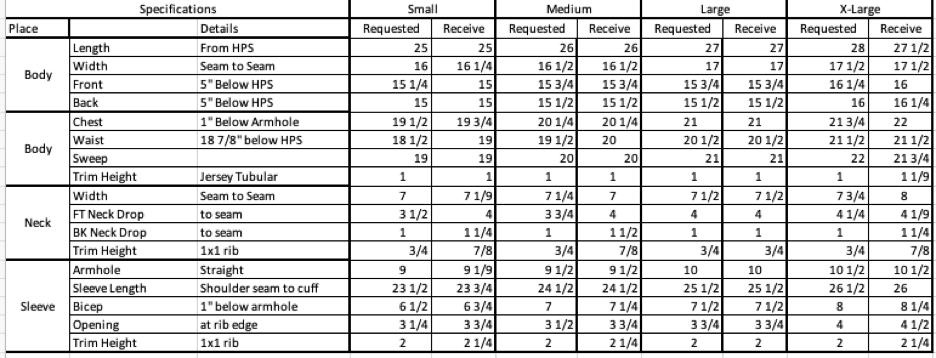 Specifications Small Medium Large X-Large
Place Details Requested Receive Requested Receive Requested Receive Requested Receive
Body Length From HPS 25 25 26 26 27 27 28 27 1/2
Width Seam to Seam 16 16 1/4 16 1/2 16 1/2 17 17 17 1/2 17 1/2
Front 5" Below HPS 15 1/4 15 15 3/4 15 3/4 15 3/4 15 3/4 16 1/4 16
Back 5" Below HPS 15 15 15 1/2 15 1/2 15 1/2 15 1/2 16 16 1/4
Body Chest 1" Below Armhole 19 1/2 19 3/4 20 1/4 20 1/4 21 21 21 3/4 22
Waist 18 7/8" below HPS 18 1/2 19 19 1/2 20 20 1/2 20 1/2 21 1/2 21 1/2
Sweep 19 19 20 20 21 21 22 21 3/4
Trim Height Jersey Tubular 1 1 1 1 1 1 1 1 1/9
Neck Width Seam to Seam 7 7 1/9 7 1/4 7 7 1/2 7 1/2 7 3/4 8
FT Neck Drop to seam 3 1/2 4 3 3/4 4 4 4 4 1/4 4 1/9
BK Neck Drop to seam 1 1 1/4 1 1 1/2 1 1 1 1 1/4
Trim Height 1x1 rib 3/4 7/8 3/4 7/8 3/4 3/4 3/4 7/8
Sleeve Armhole Straight 9 9 1/9 9 1/2 9 1/2 10 10 10 1/2 10 1/2
Sleeve Length Shoulder seam to cuff 23 1/2 23 3/4 24 1/2 24 1/2 25 1/2 25 1/2 26 1/2 26
Bicep 1" below armhole 6 1/2 6 3/4 7 7 1/4 7 1/2 7 1/2 8 8 1/4
Opening at rib edge 3 1/4 3 3/4 3 1/2 3 3/4 3 3/4 3 3/4 4 4 1/2
Trim Height 1x1 rib 2 2 1/4 2 2 1/4 2 2 2 2 1/4